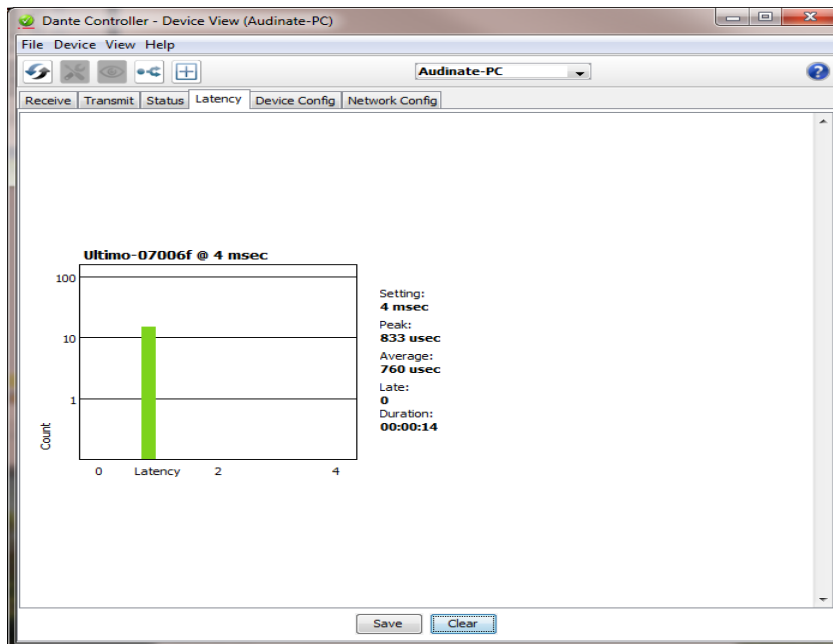 Dante Controller - Device View (Audinate-PC)
File Device View Help
Audinate-PC
?
Receive Transmit Status Latency Device Config Network Config
Ultimo-07006f @ 4 msec
100
10
1
Count
0 Latency 2 4
Setting:
4 msec
Peak:
833 usec
Average:
760 usec
Late:
0
Duration:
00:00:14
Save Clear